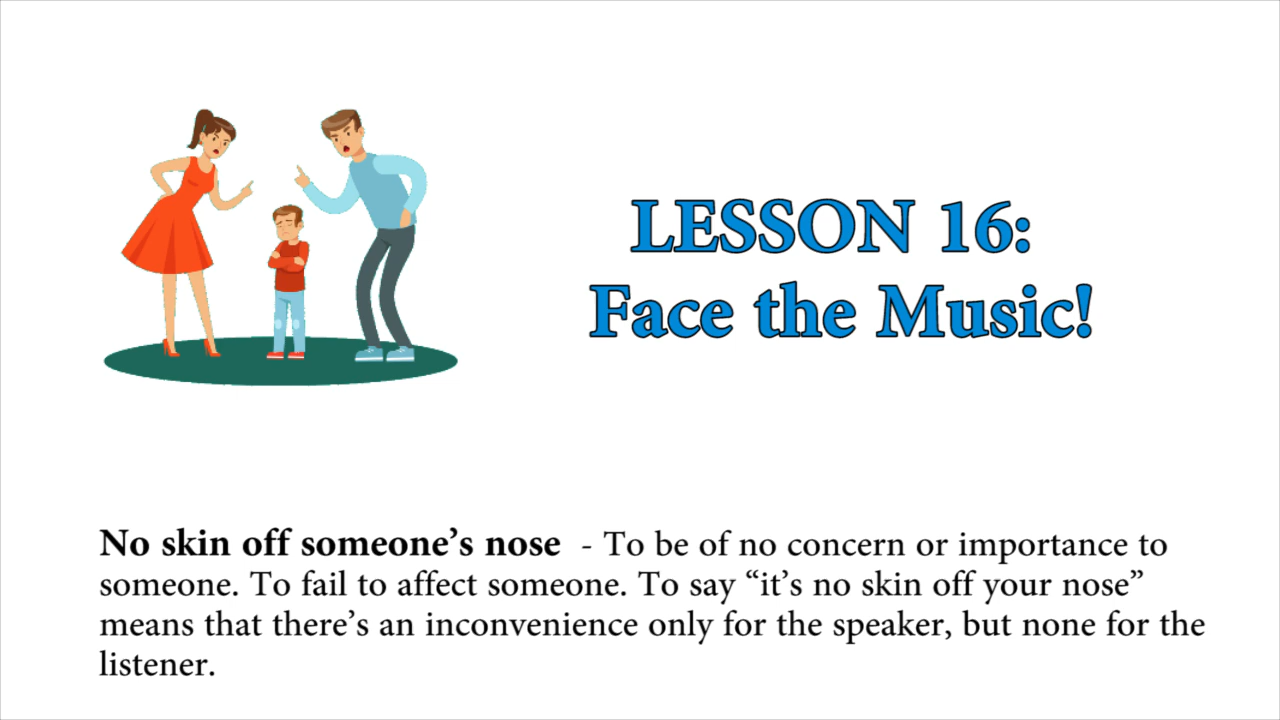 LESSON 16:
Face the Music!
No skin off someone’s nose - To be of no concern or importance to
someone. To fail to affect someone. To say “it’s no skin off your nose”
means that there’s an inconvenience only for the speaker, but none for the
listener.